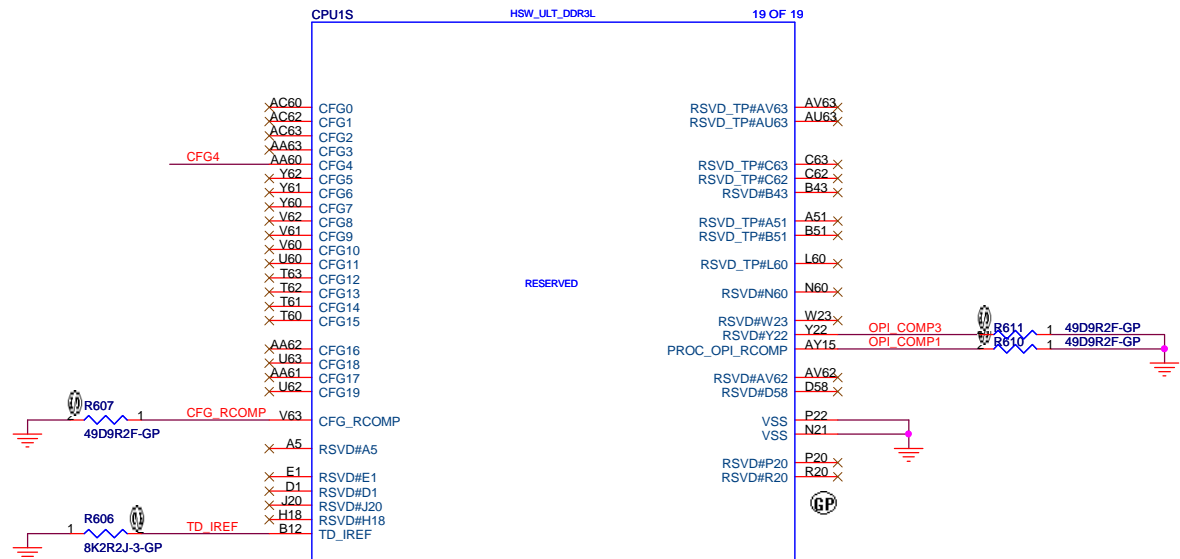 CPU1S HSW_ULT_DDR3L 19 OF 19
AC60 CFG0 RSVD_TP#AV63 AV63
AC62 CFG1 RSVD_TP#AU63 AU63
AC63 CFG2
AA63 CFG3
CFG4 AA60 CFG4 RSVD_TP#C63 C63
Y62 CFG5 RSVD_TP#C62 C62
Y61 CFG6 RSVD#B43 B43
Y60 CFG7
V62 CFG8 RSVD_TP#A51 A51
V61 CFG9 RSVD_TP#B51 B51
V60 CFG10
U60 CFG11 RSVD_TP#L60 L60
T63 CFG12
T62 CFG13 RESERVED RSVD#N60 N60
T61 CFG14
T60 CFG15 RSVD#W23 W23
RSVD#Y22 Y22 OPI_COMP3 R611 1 49D9R2F-GP
AA62 CFG16 PROC_OPI_RCOMP AY15 OPI_COMP1 2 R610 1 49D9R2F-GP
U63 CFG18
AA61 CFG17 RSVD#AV62 AV62
U62 CFG19 RSVD#D58 D58
R607
2 1 CFG_RCOMP V63 CFG_RCOMP VSS P22
49D9R2F-GP VSS N21
A5 RSVD#A5
RSVD#P20 P20
E1 RSVD#E1 RSVD#R20 R20
D1 RSVD#D1
J20 RSVD#J20 GP
R606 H18 RSVD#H18
1 2 TD_IREF B12 TD_IREF
8K2R2J-3-GP